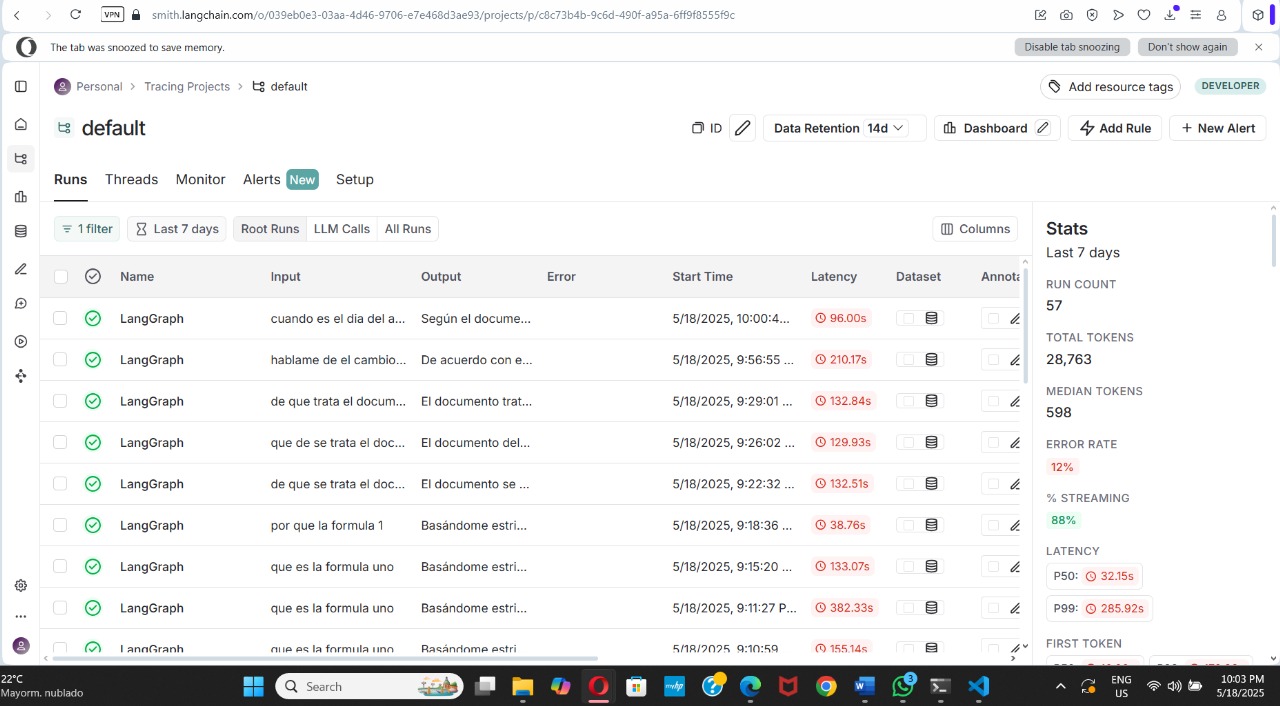 VPN smith.langchain.com/o/039eb0e3-03aa-4d46-9706-e7e468d3ae93/projects/p/c8c73b4b-9c6d-490f-a95a-6ff9f8555f9c
The tab was snoozed to save memory. Disable tab snoozing Don't show again
Personal > Tracing Projects > default Add resource tags DEVELOPER
default ID Data Retention 14d Dashboard Add Rule + New Alert
Runs Threads Monitor Alerts New Setup
1 filter Last 7 days Root Runs LLM Calls All Runs Columns
Name Input Output Error Start Time Latency Dataset Annota
LangGraph cuando es el dia del a... Según el docume... 5/18/2025, 10:00:4... 96.00s
LangGraph hablame de el cambio... De acuerdo con e... 5/18/2025, 9:56:55 ... 210.17s
LangGraph de que trata el docum... El documento trat... 5/18/2025, 9:29:01 ... 132.84s
LangGraph que de se trata el doc... El documento del... 5/18/2025, 9:26:02 ... 129.93s
LangGraph de que se trata el doc... El documento se ... 5/18/2025, 9:22:32 ... 132.51s
LangGraph por que la formula 1 Basándome estri... 5/18/2025, 9:18:36 ... 38.76s
LangGraph que es la formula uno Basándome estri... 5/18/2025, 9:15:20 ... 133.07s
LangGraph que es la formula uno Basándome estri... 5/18/2025, 9:11:27 P... 382.33s
LangGraph que es la formula uno Basándome estri... 5/18/2025, 9:10:59 155.14s
Stats
Last 7 days
RUN COUNT
57
TOTAL TOKENS
28,763
MEDIAN TOKENS
598
ERROR RATE
12%
% STREAMING
88%
LATENCY
P50: 32.15s
P99: 285.92s
FIRST TOKEN
22°C
Mayorm. nublado
Search
mhp
3
ENG
US
10:03 PM
5/18/2025